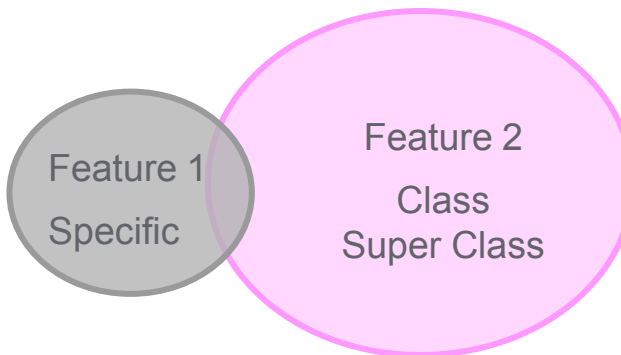 Feature 1
Specific
Feature 2
Class
Super Class